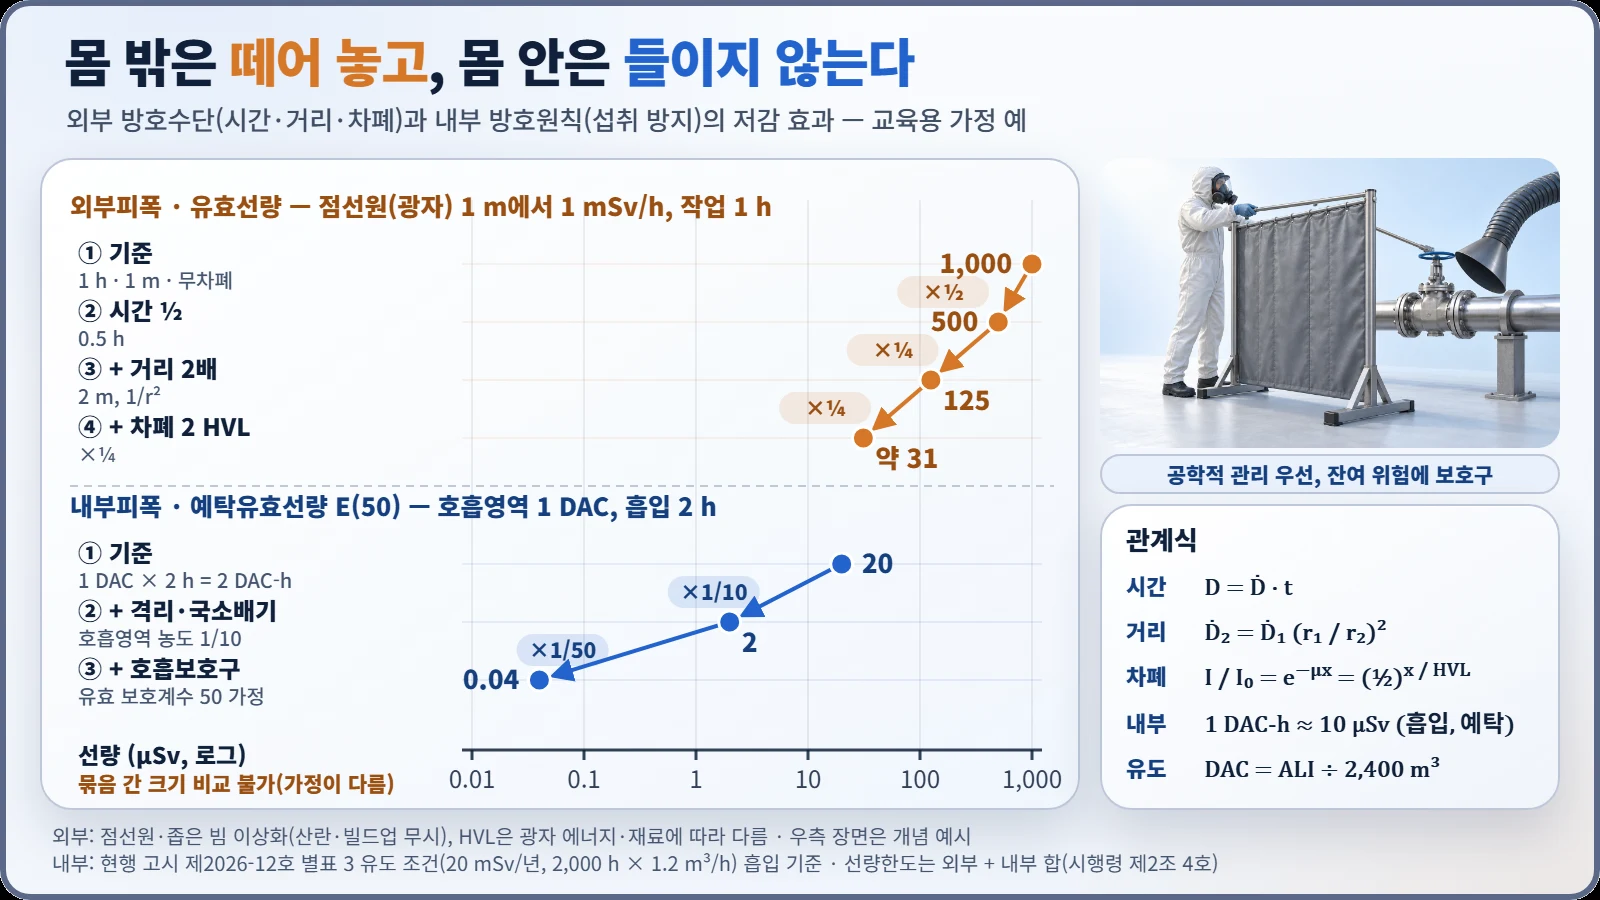 몸 밖은 떼어 놓고, 몸 안은 들이지 않는다
외부 방호수단(시간·거리·차폐)과 내부 방호원칙(섭취 방지)의 저감 효과 — 교육용 가정 예
외부피폭 · 유효선량 — 점선원(광자) 1 m에서 1 mSv/h, 작업 1 h
① 기준
1 h · 1 m · 무차폐
② 시간 ½
0.5 h
③ + 거리 2배
2 m, 1/r²
④ + 차폐 2 HVL
×¼
1,000
×½
500
×¼
125
×¼
약 31
내부피폭 · 예탁유효선량 E(50) — 호흡영역 1 DAC, 흡입 2 h
① 기준
1 DAC × 2 h = 2 DAC-h
② + 격리·국소배기
호흡영역 농도 1/10
③ + 호흡보호구
유효 보호계수 50 가정
20
×1/10
2
×1/50
0.04
선량 (μSv, 로그)
묶음 간 크기 비교 불가(가정이 다름)
0.01 0.1 1 10 100 1,000
공학적 관리 우선, 잔여 위험에 보호구
관계식
시간 D = Ḋ · t
거리 Ḋ₂ = Ḋ₁ (r₁ / r₂)²
차폐 I / I₀ = e^−μx = (½)^x / HVL
내부 1 DAC-h ≈ 10 μSv (흡입, 예탁)
유도 DAC = ALI ÷ 2,400 m³
외부: 점선원·좁은 빔 이상화(산란·빌드업 무시), HVL은 광자 에너지·재료에 따라 다름 · 우측 장면은 개념 예시
내부: 현행 고시 제2026-12호 별표 3 유도 조건(20 mSv/년, 2,000 h × 1.2 m³/h) 흡입 기준 · 선량한도는 외부 + 내부 합(시행령 제2조 4호)